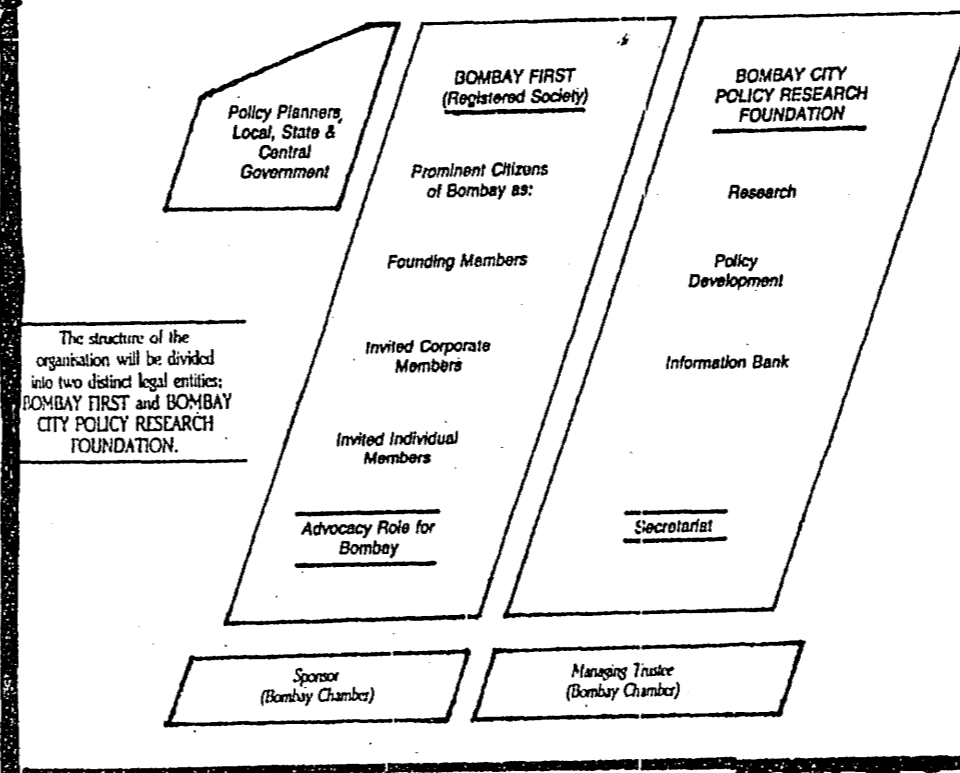 Policy Planners,
Local, State &
Central
Government
BOMBAY FIRST
(Registered Society)
Prominent Citizens
of Bombay as:
Founding Members
Invited Corporate
Members
Invited Individual
Members
Advocacy Role for
Bombay
BOMBAY CITY
POLICY RESEARCH
FOUNDATION
Research
Policy
Development
Information Bank
Secretariat
The structure of the
organisation will be divided
into two distinct legal entities;
BOMBAY FIRST and BOMBAY
CITY POLICY RESEARCH
FOUNDATION.
Sponsor
(Bombay Chamber)
Managing Trustee
(Bombay Chamber)